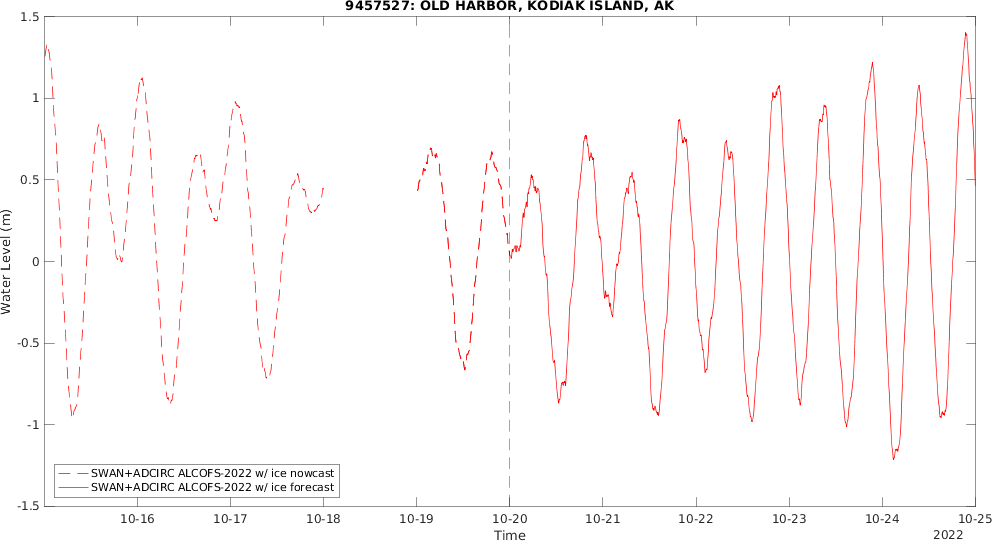 9457527: OLD HARBOR, KODIAK ISLAND, AK
1.5
1
0.5
0
-0.5
-1
-1.5
Water Level (m)
SWAN+ADCIRC ALCOFS-2022 w/ ice nowcast
SWAN+ADCIRC ALCOFS-2022 w/ ice forecast
10-16 10-17 10-18 10-19 10-20 10-21 10-22 10-23 10-24 10-25
Time
2022